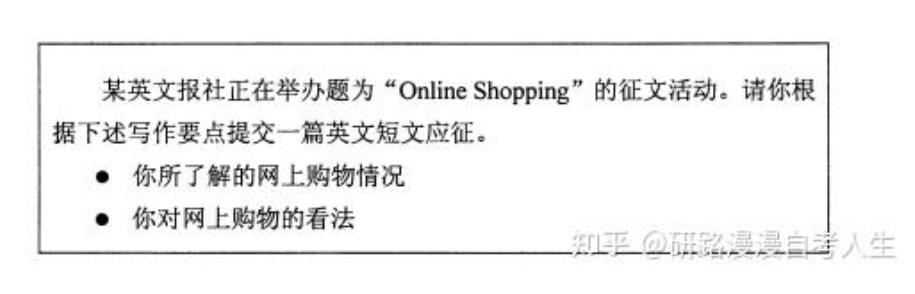 某英文报社正在举办题为“Online Shopping”的征文活动。请你根
据下述写作要点提交一篇英文短文应征。
● 你所了解的网上购物情况
● 你对网上购物的看法
知乎 @研路漫漫自考人生